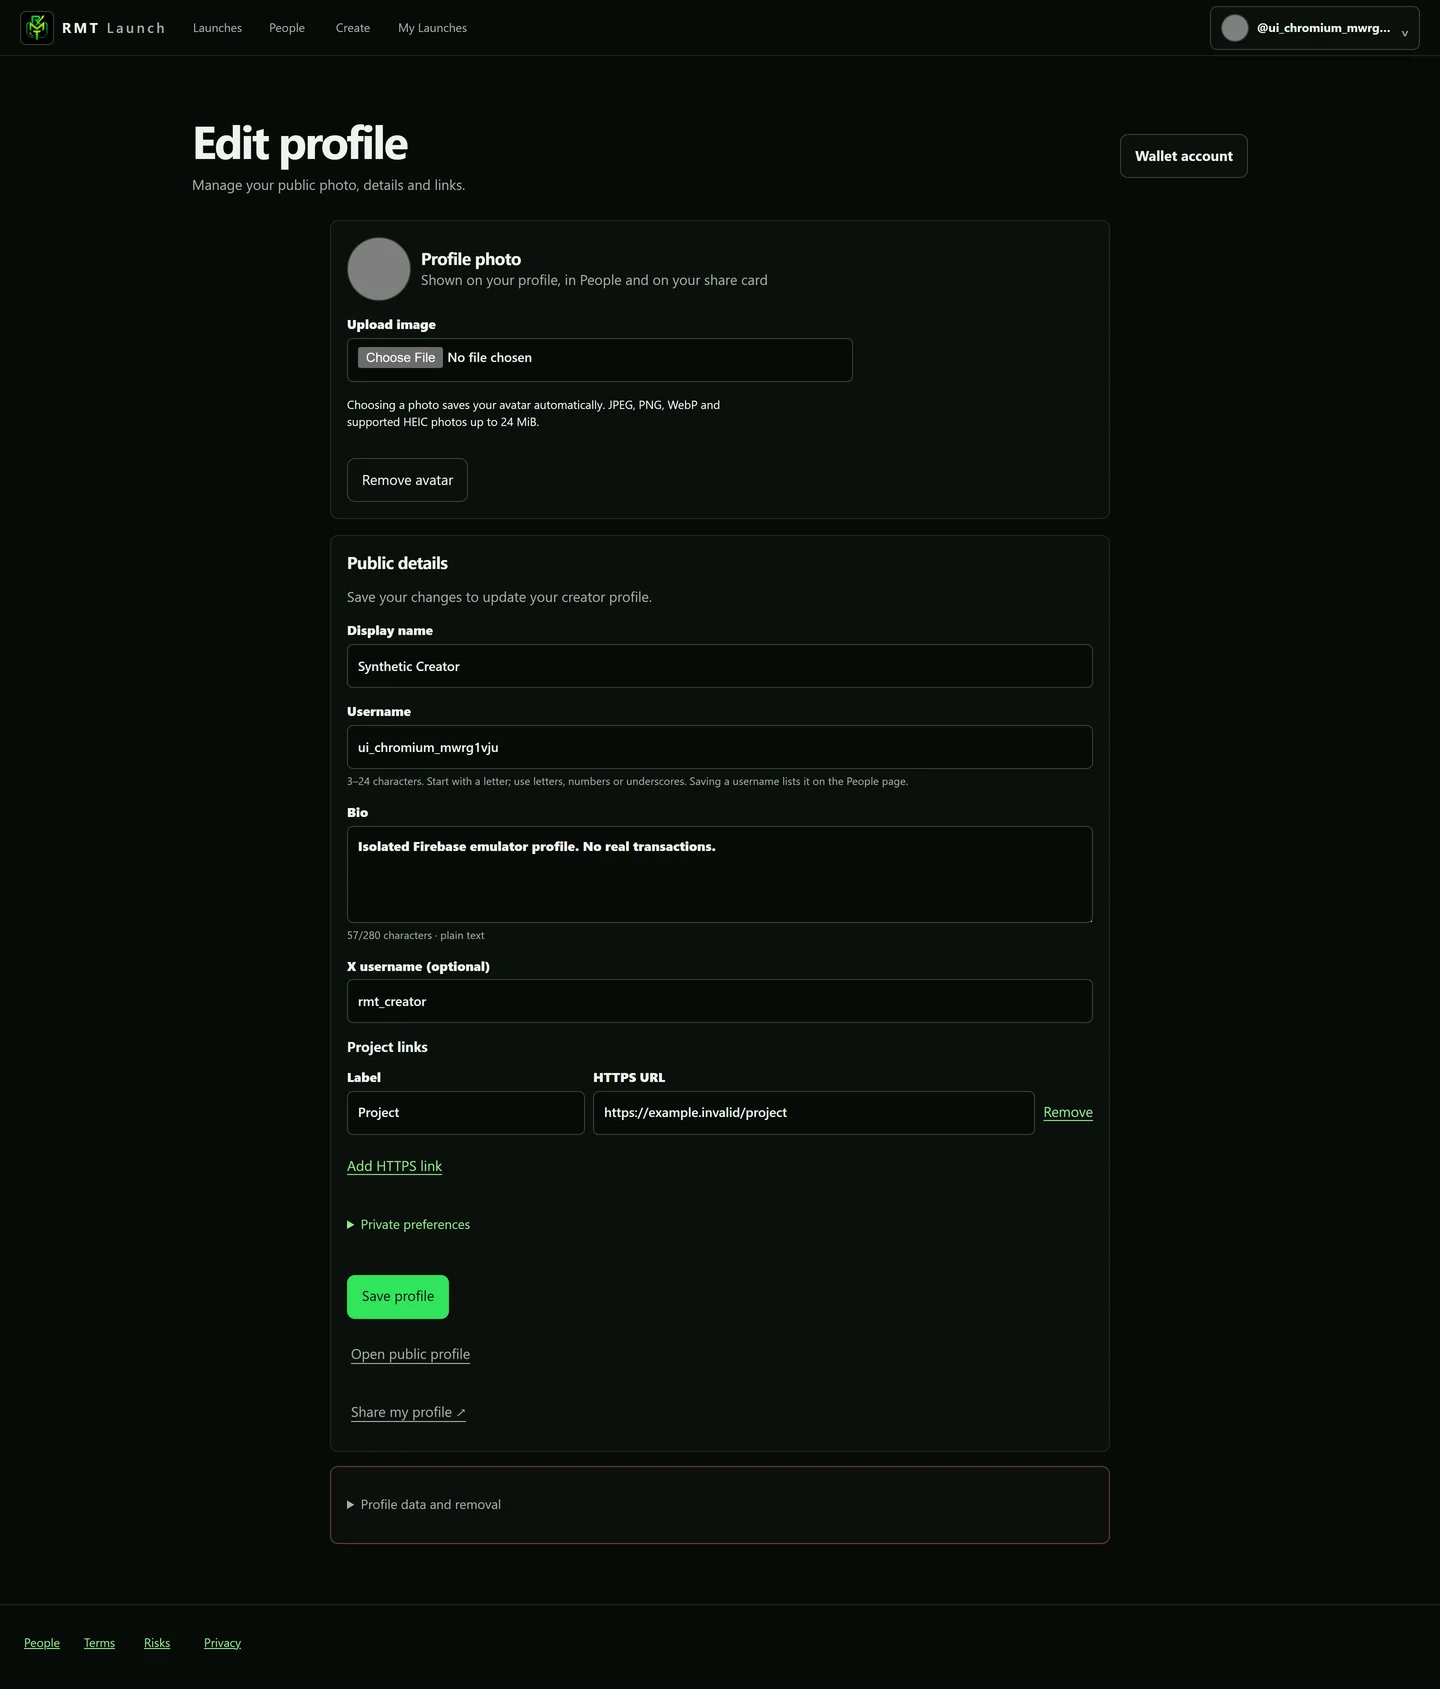 RMT Launch
Launches
People
Create
My Launches
@ui_chromium_mwrg...
v
Edit profile
Manage your public photo, details and links.
Wallet account
Profile photo
Shown on your profile, in People and on your share card
Upload image
Choose File No file chosen
Choosing a photo saves your avatar automatically. JPEG, PNG, WebP and
supported HEIC photos up to 24 MiB.
Remove avatar
Public details
Save your changes to update your creator profile.
Display name
Synthetic Creator
Username
ui_chromium_mwrg1vju
3–24 characters. Start with a letter; use letters, numbers or underscores. Saving a username lists it on the People page.
Bio
Isolated Firebase emulator profile. No real transactions.
57/280 characters · plain text
X username (optional)
rmt_creator
Project links
Label
HTTPS URL
Project
https://example.invalid/project
Remove
Add HTTPS link
▶ Private preferences
Save profile
Open public profile
Share my profile ↗
▶ Profile data and removal
People
Terms
Risks
Privacy